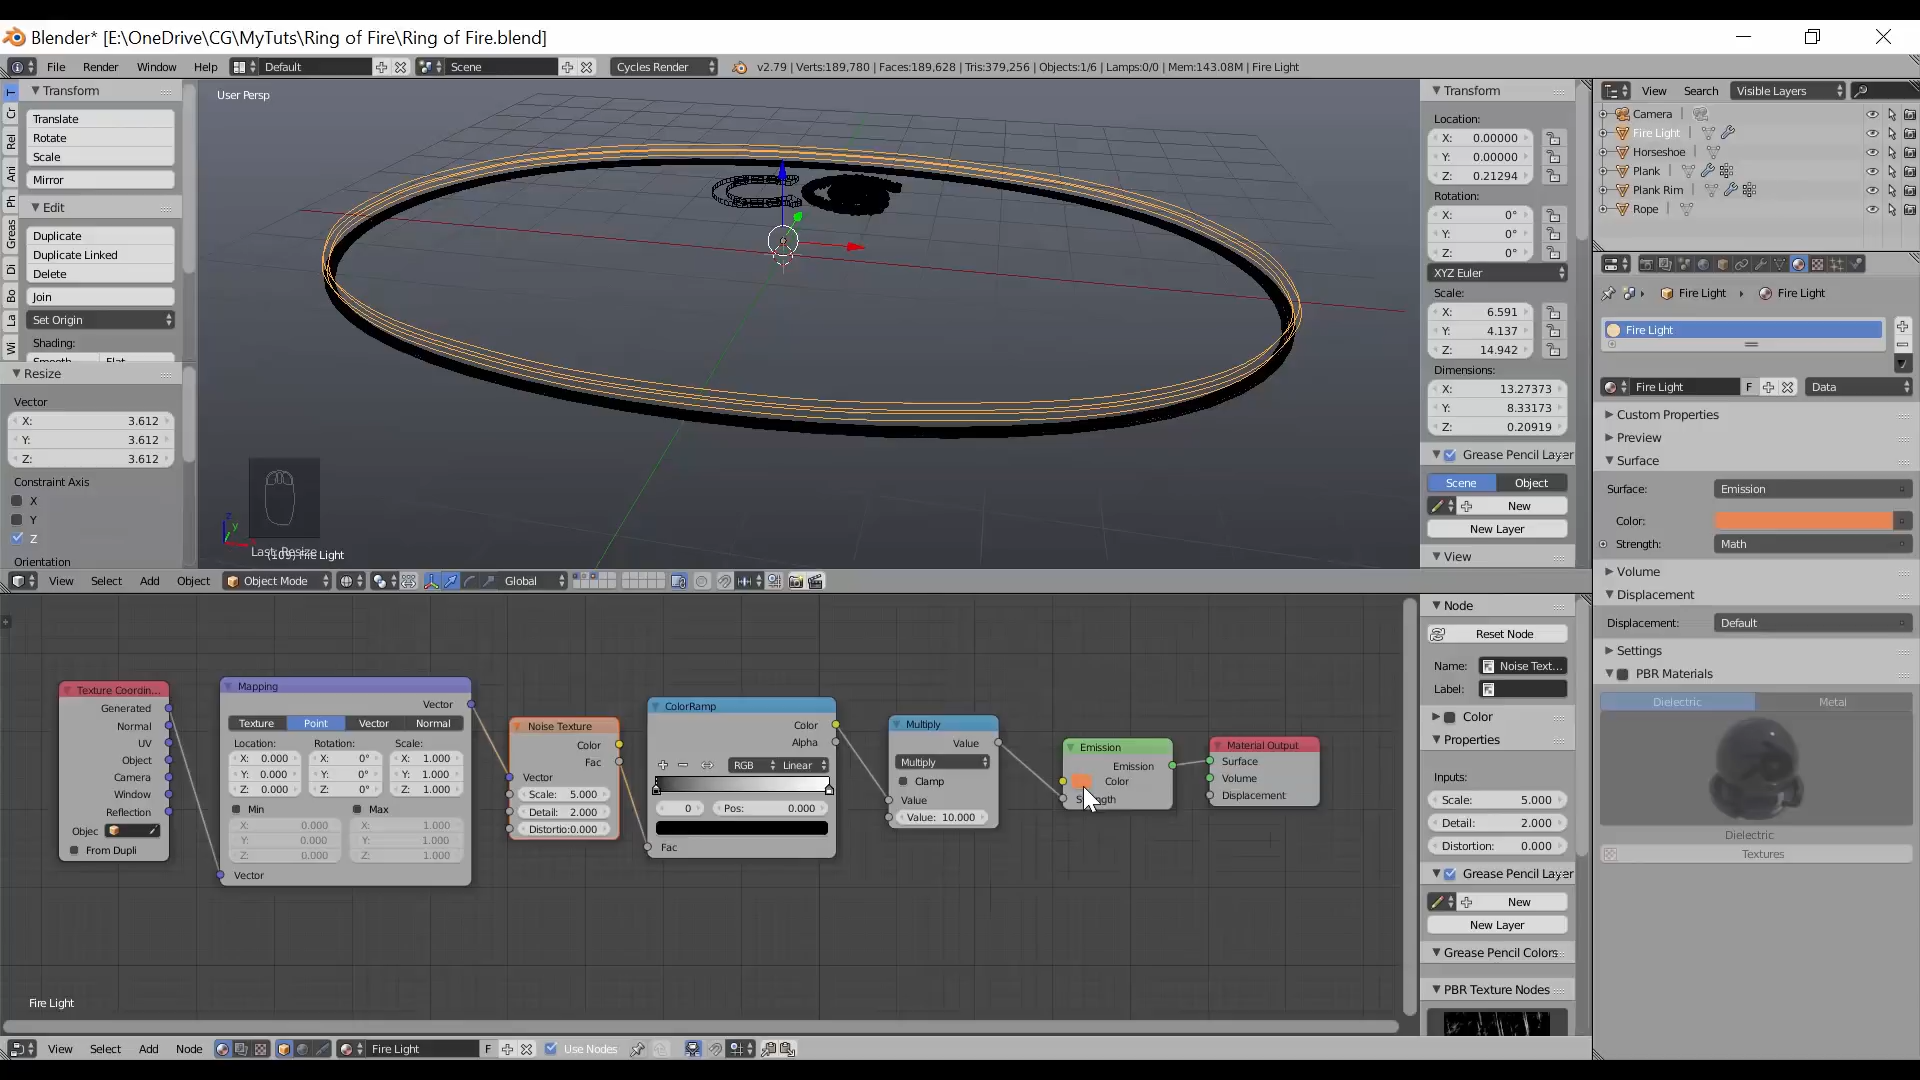 Blender* [E:\OneDrive\CG\MyTuts\Ring of Fire\Ring of Fire.blend]
File Render Window Help Default Scene Cycles Render v2.79 | Verts:189,780 | Faces:189,628 | Tris:379,256 | Objects:1/6 | Lamps:0/0 | Mem:143.08M | Fire Light
T
Cr
Rel
Ani
Ph
Greas
Di
Bo
La
Wi
Transform
Translate
Rotate
Scale
Mirror
Edit
Duplicate
Duplicate Linked
Delete
Join
Set Origin
Shading:
Smooth Flat
Resize
Vector
X: 3.612
Y: 3.612
Z: 3.612
Constraint Axis
X
Y
Z
Orientation
User Persp
z
y
Last: Resize
(109) Fire Light
View Select Add Object Object Mode Global
Transform
Location:
X: 0.00000
Y: 0.00000
Z: 0.21294
Rotation:
X: 0°
Y: 0°
Z: 0°
XYZ Euler
Scale:
X: 6.591
Y: 4.137
Z: 14.942
Dimensions:
X: 13.27373
Y: 8.33173
Z: 0.20919
Grease Pencil Layer
Scene Object
New
New Layer
View
View Search Visible Layers
Camera
Fire Light
Horseshoe
Plank
Plank Rim
Rope
Fire Light Fire Light
Fire Light
Fire Light F Data
Custom Properties
Preview
Surface
Surface: Emission
Color:
Strength: Math
Volume
Displacement
Displacement: Default
Settings
PBR Materials
Dielectric Metal
Dielectric
Textures
Texture Coordin...
Generated
Normal
UV
Object
Camera
Window
Reflection
Objec
From Dupli
Mapping
Vector
Texture Point Vector Normal
Location: Rotation: Scale:
X: 0.000 X: 0° X: 1.000
Y: 0.000 Y: 0° Y: 1.000
Z: 0.000 Z: 0° Z: 1.000
Min Max
X: 0.000 X: 1.000
Y: 0.000 Y: 1.000
Z: 0.000 Z: 1.000
Vector
Noise Texture
Color
Fac
Vector
Scale: 5.000
Detail: 2.000
Distortio:0.000
ColorRamp
Color
Alpha
RGB Linear
0 Pos: 0.000
Fac
Multiply
Value
Multiply
Clamp
Value
Value: 10.000
Emission
Emission
Color
Material Output
Surface
Volume
Displacement
Fire Light
Node
Reset Node
Name: Noise Text...
Label:
Color
Properties
Inputs:
Scale: 5.000
Detail: 2.000
Distortion: 0.000
Grease Pencil Layer
New
New Layer
Grease Pencil Colors
PBR Texture Nodes
View Select Add Node Fire Light F Use Nodes